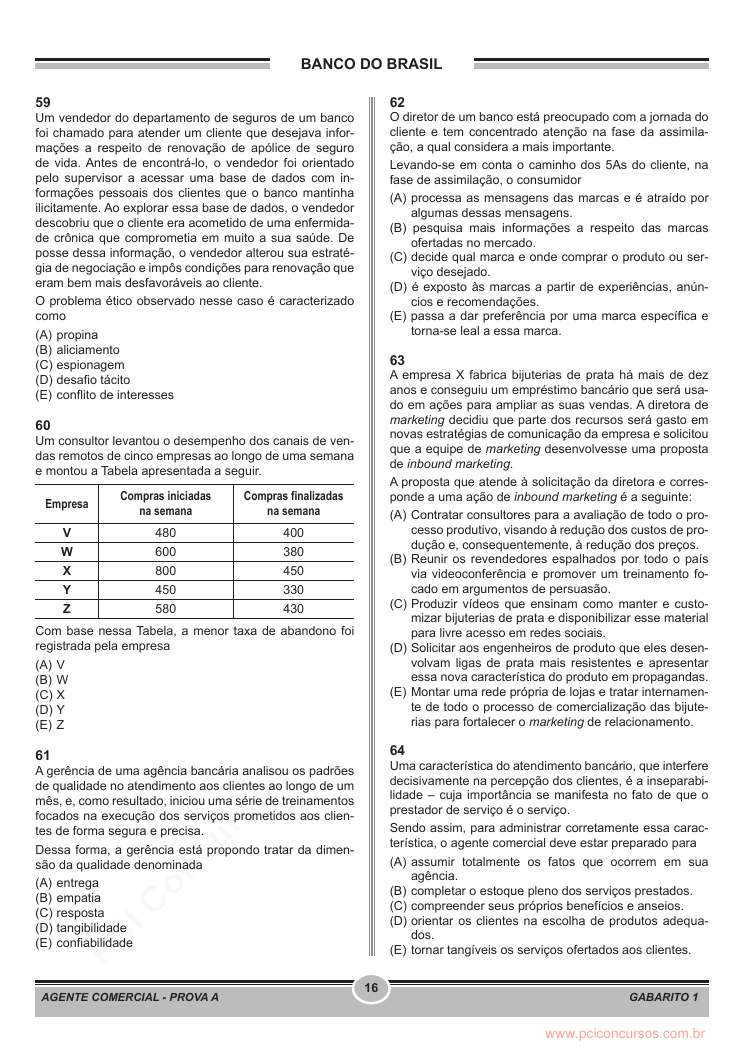 BANCO DO BRASIL
59
Um vendedor do departamento de seguros de um banco
foi chamado para atender um cliente que desejava infor-
mações a respeito de renovação de apólice de seguro
de vida. Antes de encontrá-lo, o vendedor foi orientado
pelo supervisor a acessar uma base de dados com in-
formações pessoais dos clientes que o banco mantinha
ilicitamente. Ao explorar essa base de dados, o vendedor
descobriu que o cliente era acometido de uma enfermida-
de crônica que comprometia em muito a sua saúde. De
posse dessa informação, o vendedor alterou sua estraté-
gia de negociação e impôs condições para renovação que
eram bem mais desfavoráveis ao cliente.
O problema ético observado nesse caso é caracterizado
como
(A) propina
(B) aliciamento
(C) espionagem
(D) desafio tácito
(E) conflito de interesses
60
Um consultor levantou o desempenho dos canais de ven-
das remotos de cinco empresas ao longo de uma semana
e montou a Tabela apresentada a seguir.
Empresa Compras iniciadas na semana Compras finalizadas na semana
V 480 400
W 600 380
X 800 450
Y 450 330
Z 580 430
Com base nessa Tabela, a menor taxa de abandono foi
registrada pela empresa
(A) V
(B) W
(C) X
(D) Y
(E) Z
61
A gerência de uma agência bancária analisou os padrões
de qualidade no atendimento aos clientes ao longo de um
mês, e, como resultado, iniciou uma série de treinamentos
focados na execução dos serviços prometidos aos clien-
tes de forma segura e precisa.
Dessa forma, a gerência está propondo tratar da dimen-
são da qualidade denominada
(A) entrega
(B) empatia
(C) resposta
(D) tangibilidade
(E) confiabilidade
62
O diretor de um banco está preocupado com a jornada do
cliente e tem concentrado atenção na fase da assimila-
ção, a qual considera a mais importante.
Levando-se em conta o caminho dos 5As do cliente, na
fase de assimilação, o consumidor
(A) processa as mensagens das marcas e é atraído por
algumas dessas mensagens.
(B) pesquisa mais informações a respeito das marcas
ofertadas no mercado.
(C) decide qual marca e onde comprar o produto ou ser-
viço desejado.
(D) é exposto às marcas a partir de experiências, anún-
cios e recomendações.
(E) passa a dar preferência por uma marca específica e
torna-se leal a essa marca.
63
A empresa X fabrica bijuterias de prata há mais de dez
anos e conseguiu um empréstimo bancário que será usa-
do em ações para ampliar as suas vendas. A diretora de
marketing decidiu que parte dos recursos será gasto em
novas estratégias de comunicação da empresa e solicitou
que a equipe de marketing desenvolvesse uma proposta
de inbound marketing.
A proposta que atende à solicitação da diretora e corres-
ponde a uma ação de inbound marketing é a seguinte:
(A) Contratar consultores para a avaliação de todo o pro-
cesso produtivo, visando à redução dos custos de pro-
dução e, consequentemente, à redução dos preços.
(B) Reunir os revendedores espalhados por todo o país
via videoconferência e promover um treinamento fo-
cado em argumentos de persuasão.
(C) Produzir vídeos que ensinam como manter e custo-
mizar bijuterias de prata e disponibilizar esse material
para livre acesso em redes sociais.
(D) Solicitar aos engenheiros de produto que eles desen-
volvam ligas de prata mais resistentes e apresentar
essa nova característica do produto em propagandas.
(E) Montar uma rede própria de lojas e tratar internamen-
te de todo o processo de comercialização das bijute-
rias para fortalecer o marketing de relacionamento.
64
Uma característica do atendimento bancário, que interfere
decisivamente na percepção dos clientes, é a inseparabi-
lidade – cuja importância se manifesta no fato de que o
prestador de serviço é o serviço.
Sendo assim, para administrar corretamente essa carac-
terística, o agente comercial deve estar preparado para
(A) assumir totalmente os fatos que ocorrem em sua
agência.
(B) completar o estoque pleno dos serviços prestados.
(C) compreender seus próprios benefícios e anseios.
(D) orientar os clientes na escolha de produtos adequa-
dos.
(E) tornar tangíveis os serviços ofertados aos clientes.
AGENTE COMERCIAL - PROVA A
16
GABARITO 1
www.pciconcursos.com.br